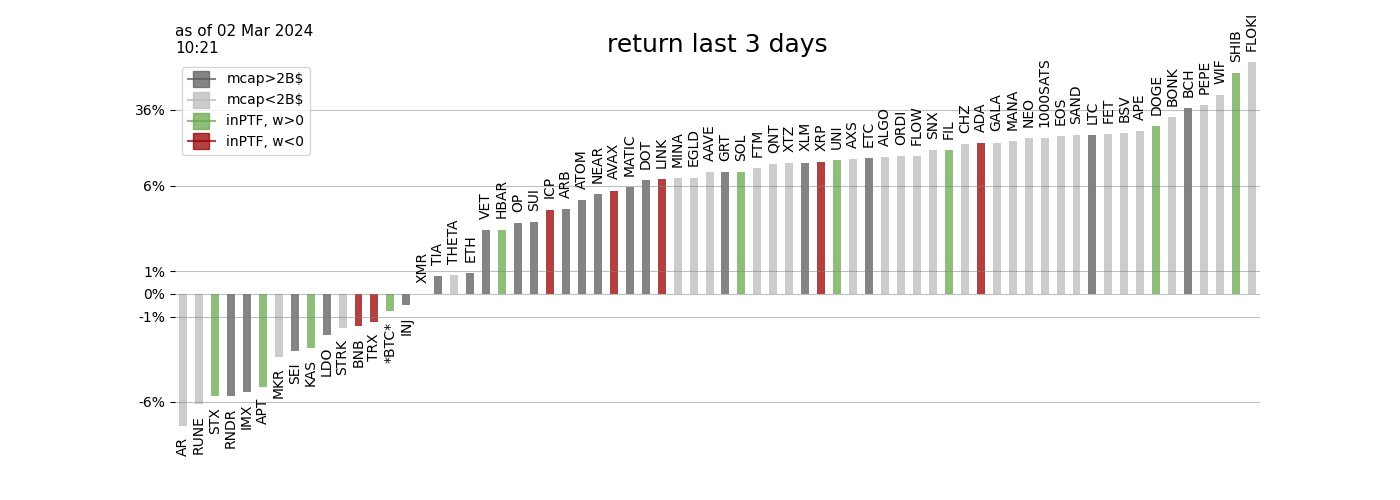 as of 02 Mar 2024
10:21
return last 3 days
mcap>2B$
mcap<2B$
inPTF, w>0
inPTF, w<0
36%
6%
1%
0%
-1%
-6%
AR
RUNE
STX
RNDR
IMX
APT
MKR
SEI
KAS
LDO
STRK
BNB
TRX
*BTC*
INJ
XMR
TIA
THETA
ETH
VET
HBAR
OP
SUI
ICP
ARB
ATOM
NEAR
AVAX
MATIC
DOT
LINK
MINA
EGLD
AAVE
GRT
SOL
FTM
QNT
XTZ
XLM
XRP
UNI
AXS
ETC
ALGO
ORDI
FLOW
SNX
FIL
CHZ
ADA
GALA
MANA
NEO
1000SATS
EOS
SAND
LTC
FET
BSV
APE
DOGE
BONK
BCH
PEPE
WIF
SHIB
FLOKI